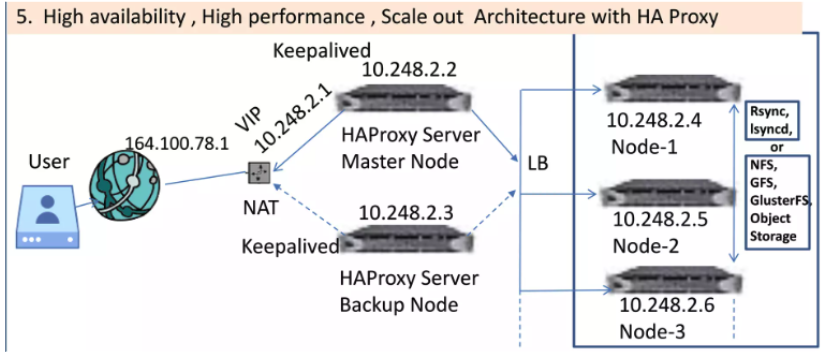 5. High availability , High performance , Scale out Architecture with HA Proxy
Keepalived
10.248.2.2
VIP
10.248.2.1
164.100.78.1
User
NAT
HAProxy Server
Master Node
10.248.2.3
Keepalived
HAProxy Server
Backup Node
LB
10.248.2.4
Node-1
10.248.2.5
Node-2
10.248.2.6
Node-3
Rsync,
lsyncd,
or
NFS,
GFS,
GlusterFS,
Object
Storage